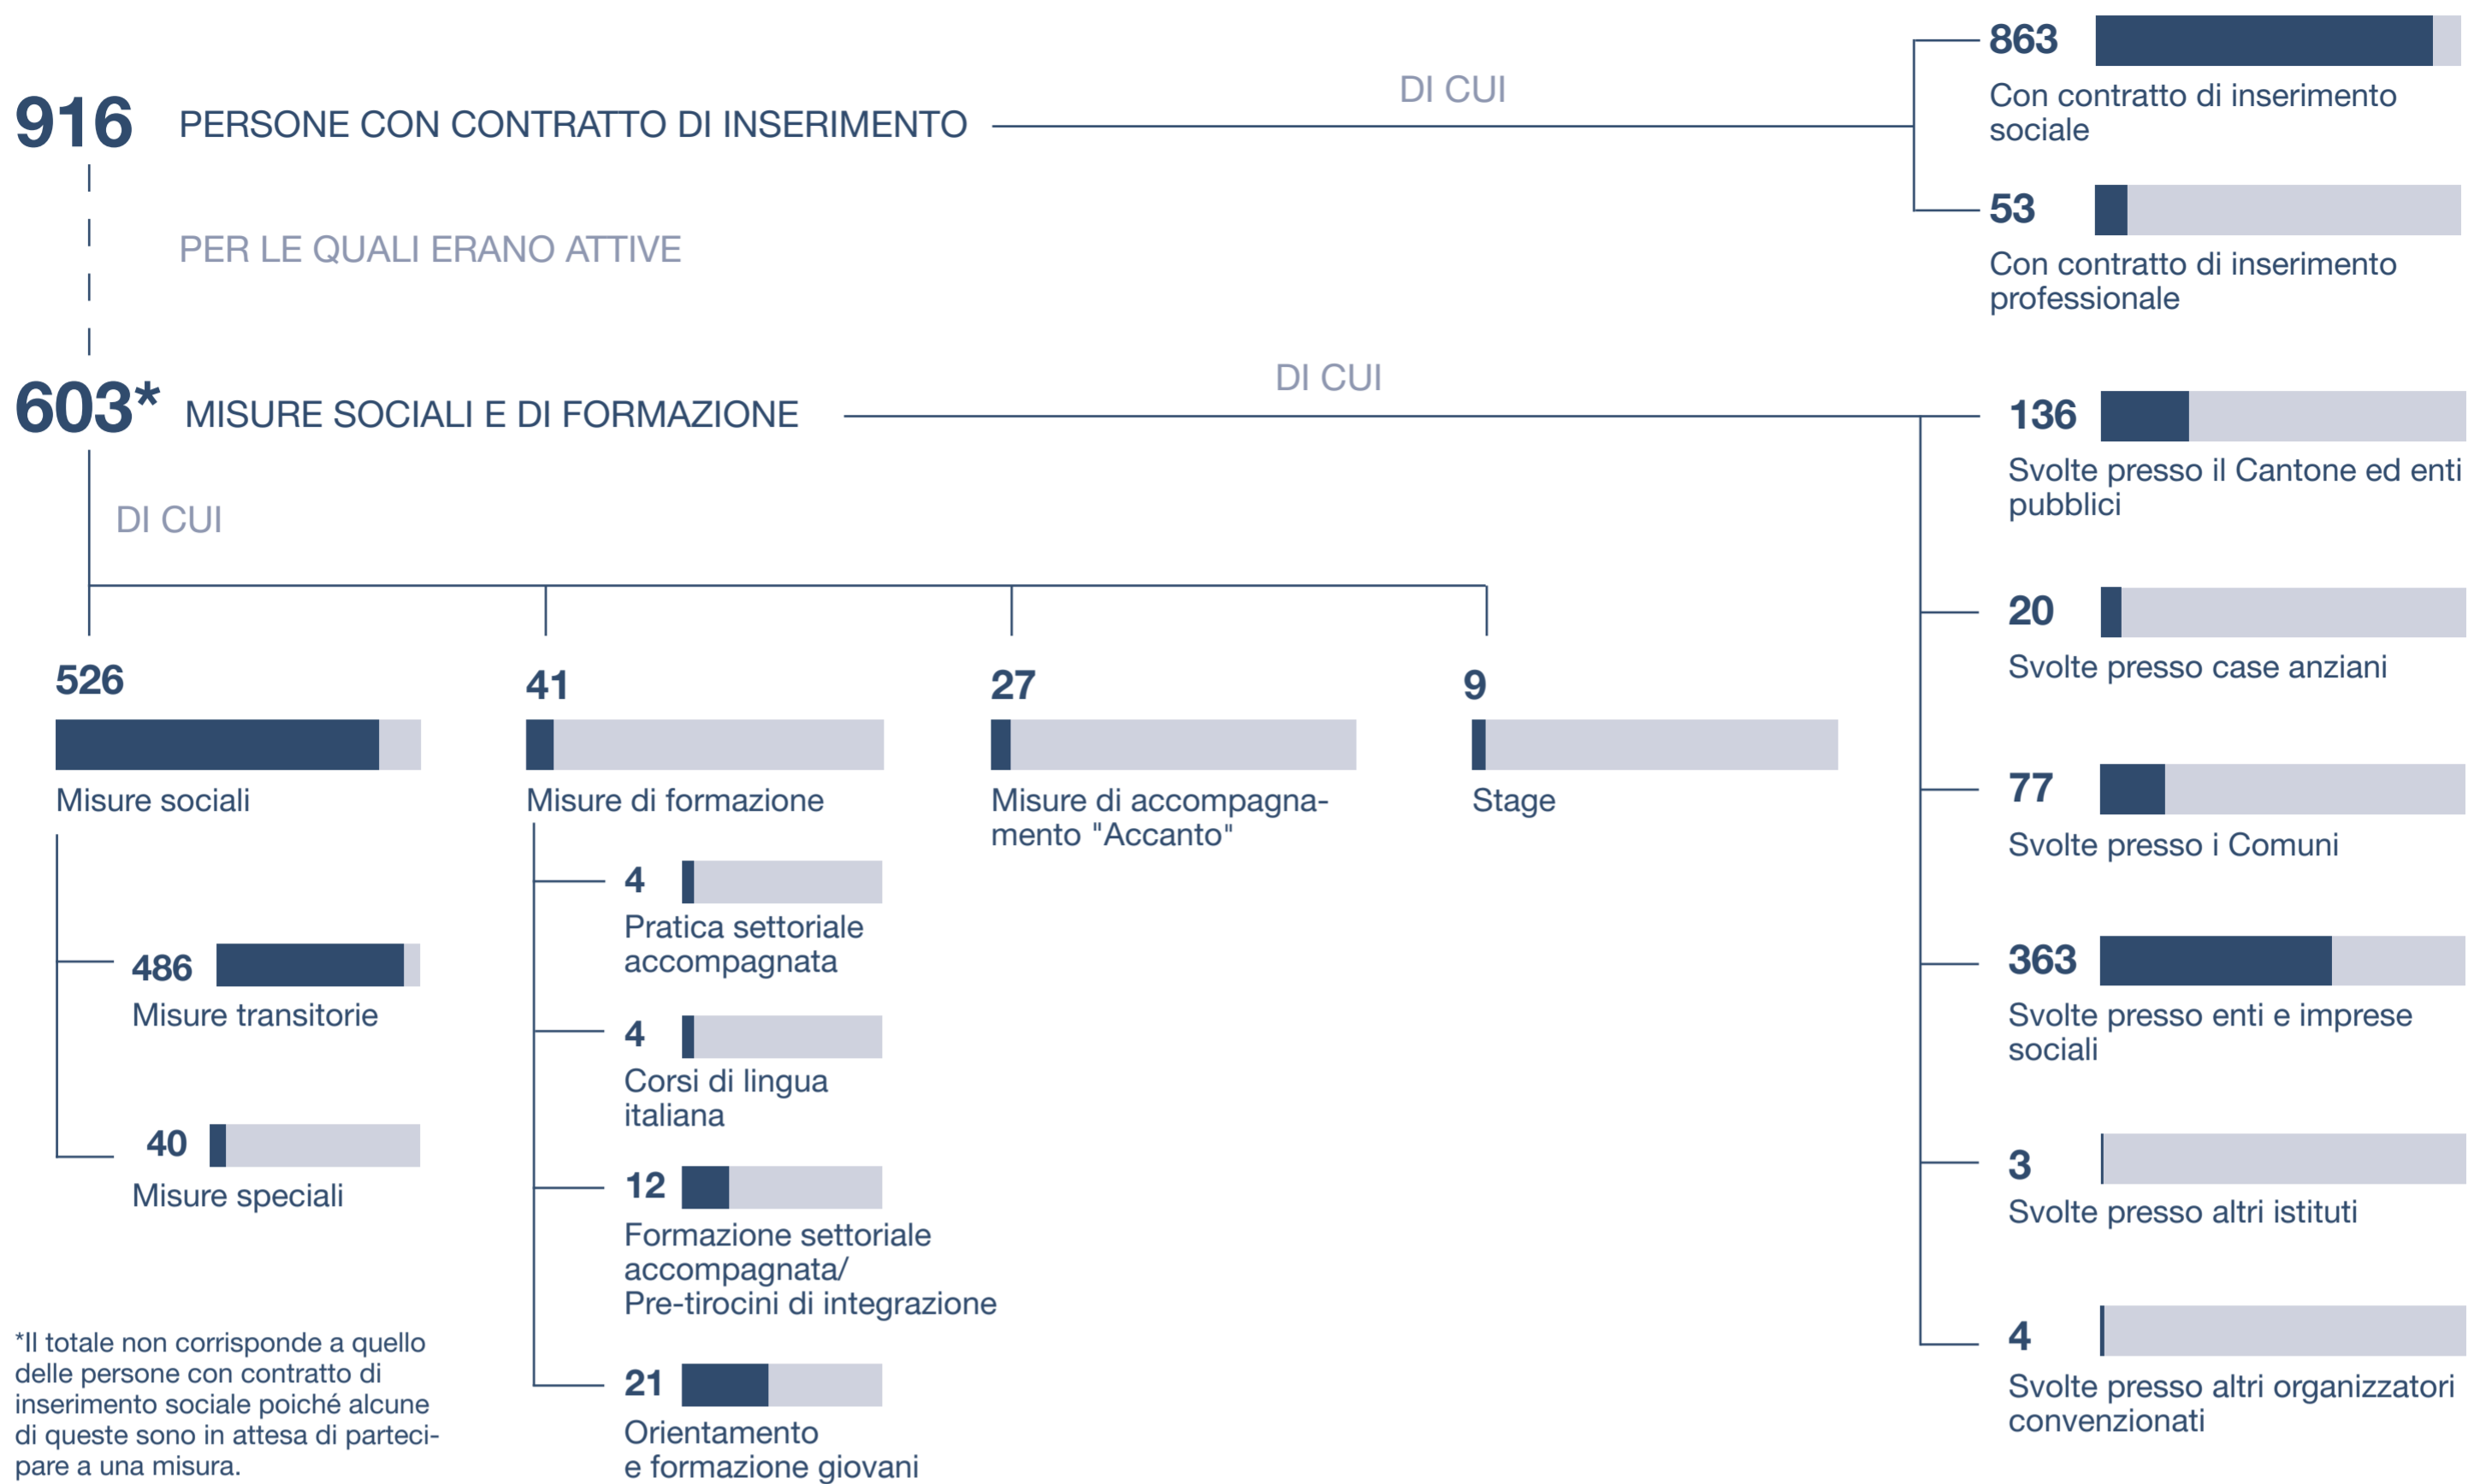 916 PERSONE CON CONTRATTO DI INSERIMENTO
DI CUI
863
Con contratto di inserimento
sociale
53
Con contratto di inserimento
professionale
PER LE QUALI ERANO ATTIVE
603* MISURE SOCIALI E DI FORMAZIONE
DI CUI
136
Svolte presso il Cantone ed enti
pubblici
20
Svolte presso case anziani
77
Svolte presso i Comuni
363
Svolte presso enti e imprese
sociali
3
Svolte presso altri istituti
4
Svolte presso altri organizzatori
convenzionati
DI CUI
526
Misure sociali
486
Misure transitorie
40
Misure speciali
41
Misure di formazione
4
Pratica settoriale
accompagnata
4
Corsi di lingua
italiana
12
Formazione settoriale
accompagnata/
Pre-tirocini di integrazione
21
Orientamento
e formazione giovani
27
Misure di accompagna-
mento "Accanto"
9
Stage
*Il totale non corrisponde a quello
delle persone con contratto di
inserimento sociale poiché alcune
di queste sono in attesa di parteci-
pare a una misura.